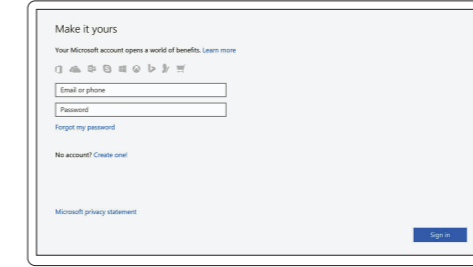 Make it yours
Your Microsoft account opens a world of benefits. Learn more
Email or phone
Password
Forgot my password
No account? Create one!
Microsoft privacy statement
Sign in